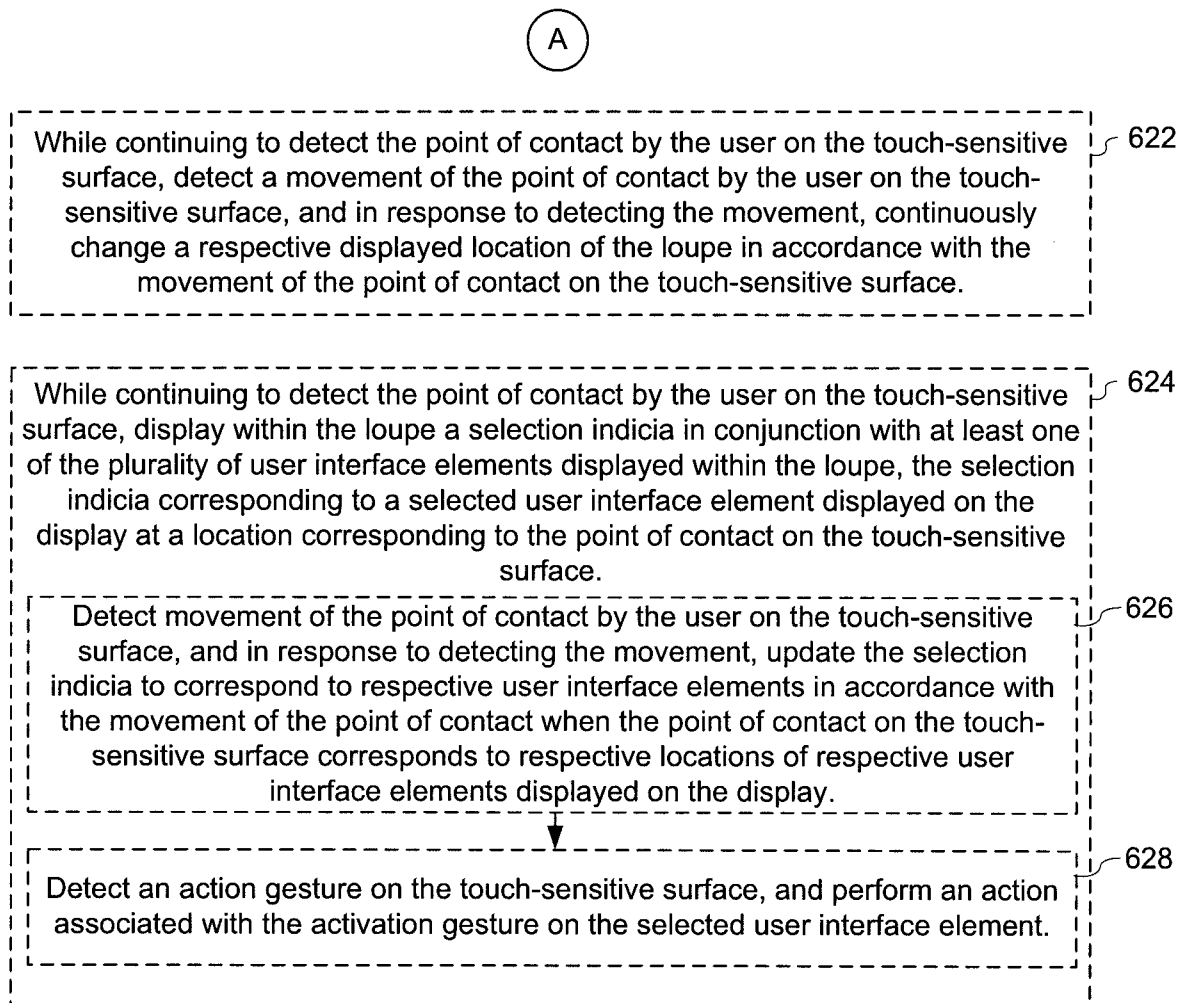 A
While continuing to detect the point of contact by the user on the touch-sensitive
surface, detect a movement of the point of contact by the user on the touch-
sensitive surface, and in response to detecting the movement, continuously
change a respective displayed location of the loupe in accordance with the
movement of the point of contact on the touch-sensitive surface.
622
While continuing to detect the point of contact by the user on the touch-sensitive
surface, display within the loupe a selection indicia in conjunction with at least one
of the plurality of user interface elements displayed within the loupe, the selection
indicia corresponding to a selected user interface element displayed on the
display at a location corresponding to the point of contact on the touch-sensitive
surface.
624
Detect movement of the point of contact by the user on the touch-sensitive
surface, and in response to detecting the movement, update the selection
indicia to correspond to respective user interface elements in accordance with
the movement of the point of contact when the point of contact on the touch-
sensitive surface corresponds to respective locations of respective user
interface elements displayed on the display.
626
Detect an action gesture on the touch-sensitive surface, and perform an action
associated with the activation gesture on the selected user interface element.
628